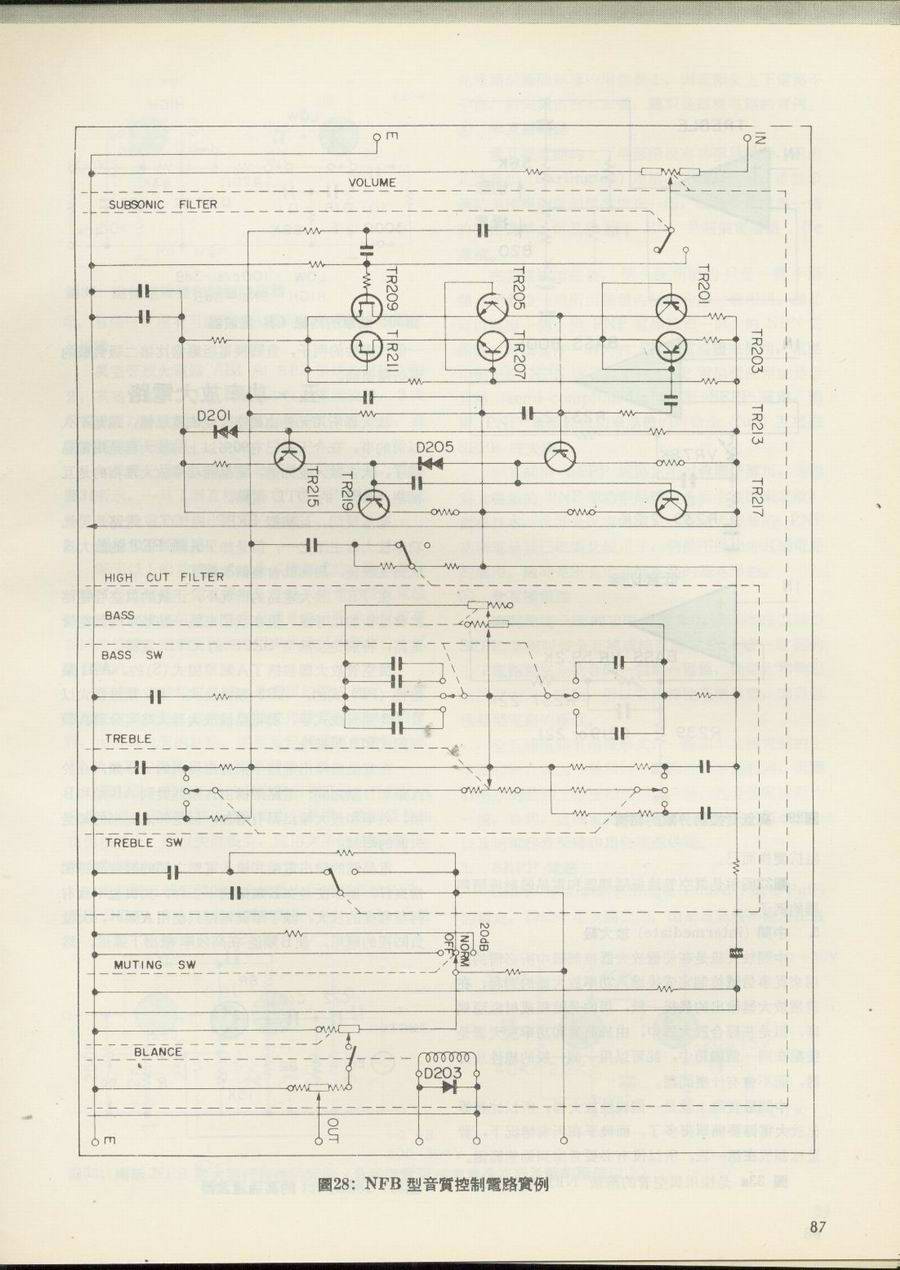 E
IN
VOLUME
SUBSONIC FILTER
TR209
TR205
TR201
TR211
TR207
TR203
D201
TR213
D205
TR215
TR219
TR217
HIGH CUT FILTER
BASS
BASS SW
TREBLE
TREBLE SW
20dB
NORM
OFF
MUTING SW
BLANCE
D203
OUT
E
圖28: NFB 型音質控制電路實例
87